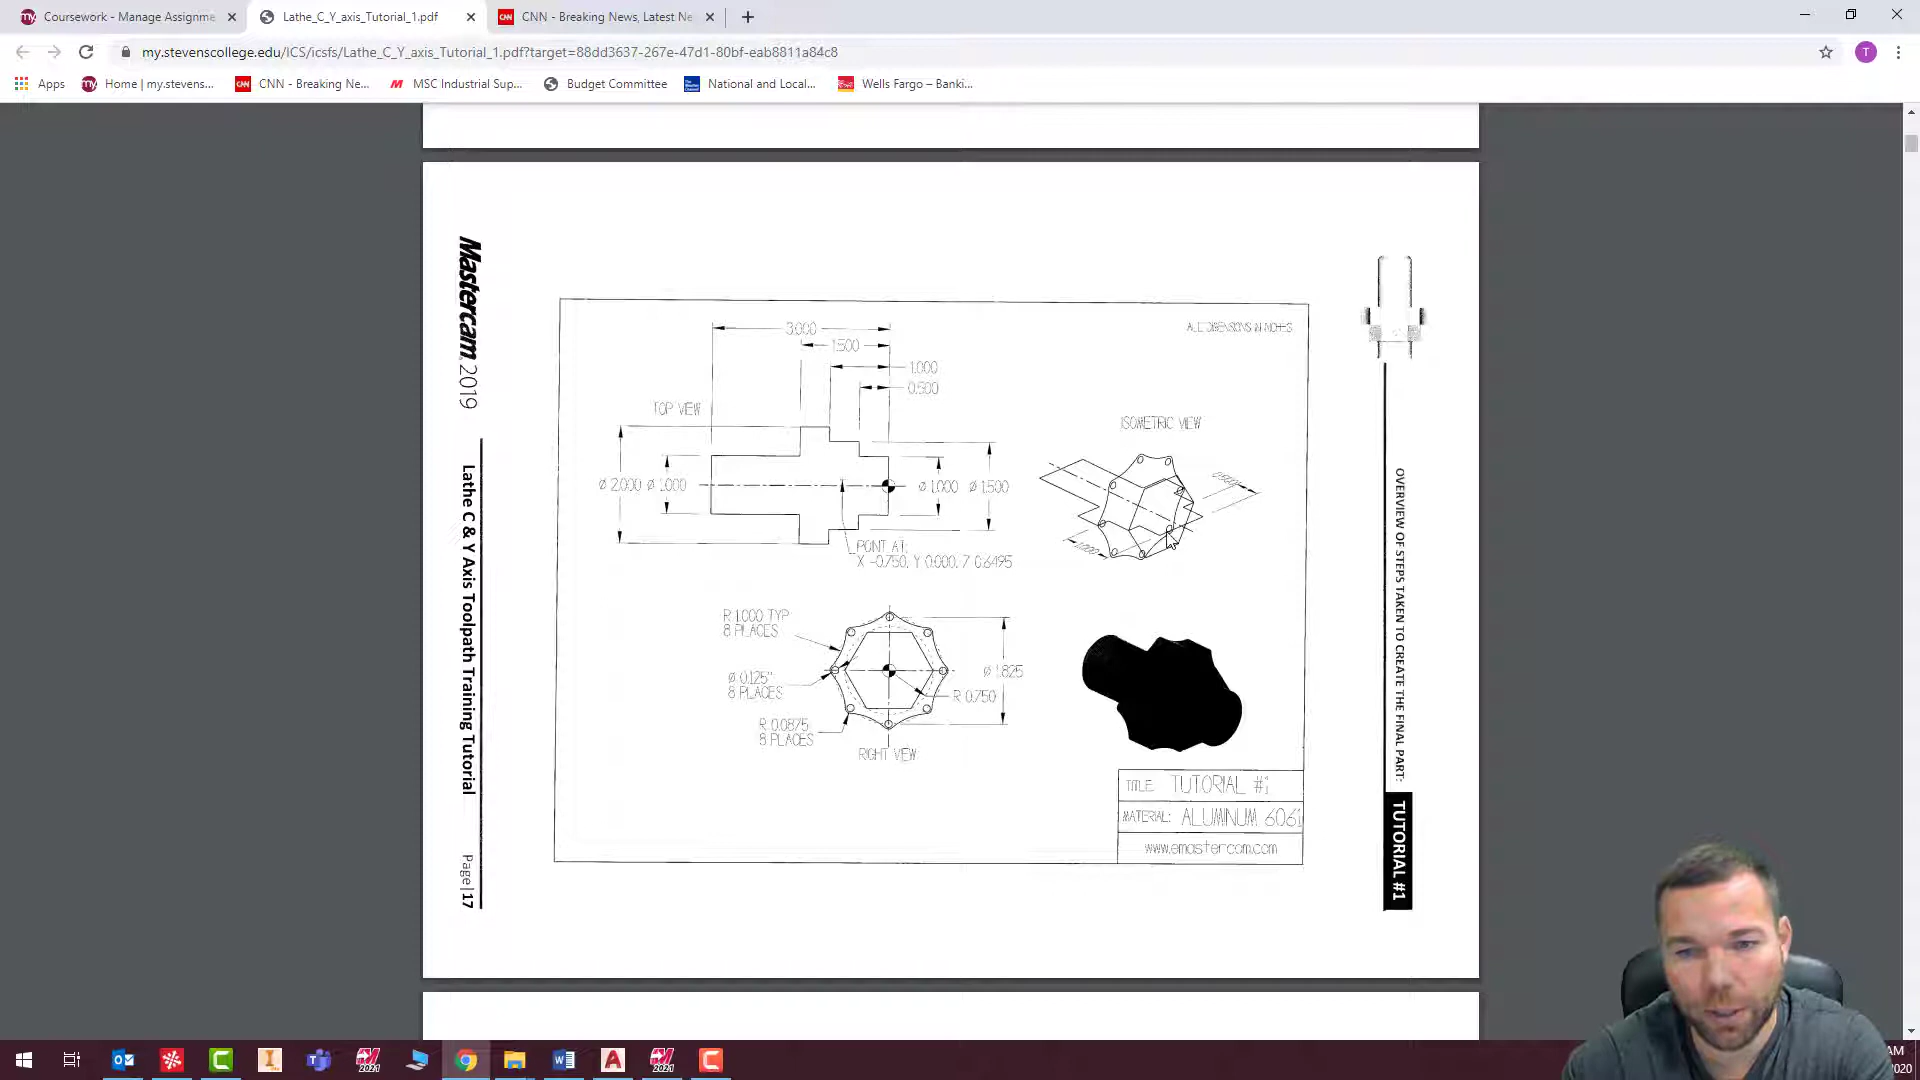 Coursework - Manage Assignme
Lathe_C_Y_axis_Tutorial_1.pdf
CNN - Breaking News, Latest Ne
my.stevenscollege.edu/ICS/icsfs/Lathe_C_Y_axis_Tutorial_1.pdf?target=88dd3637-267e-47d1-80bf-eab8811a84c8
T
Apps
Home | my.stevens...
CNN - Breaking Ne...
MSC Industrial Sup...
Budget Committee
National and Local...
Wells Fargo – Banki...
Mastercam 2019
Lathe C & Y Axis Toolpath Training Tutorial
Page|17
3.000
1.500
1.000
0.500
ALL DIMENSIONS IN INCHES
TOP VIEW
ISOMETRIC VIEW
Ø 2.000 Ø 1.000
Ø 1.000 Ø 1.500
1.000
POINT AT:
X -0.750, Y 0.000, Z 0.6495
R 1.000 TYP
8 PLACES
Ø 0.125"
8 PLACES
R 0.0875
8 PLACES
Ø 1.825
R 0.750
RIGHT VIEW
TITLE: TUTORIAL #1
MATERIAL: ALUMINUM 6061
www.emastercam.com
OVERVIEW OF STEPS TAKEN TO CREATE THE FINAL PART:
TUTORIAL #1
2021
2021
AM
2020